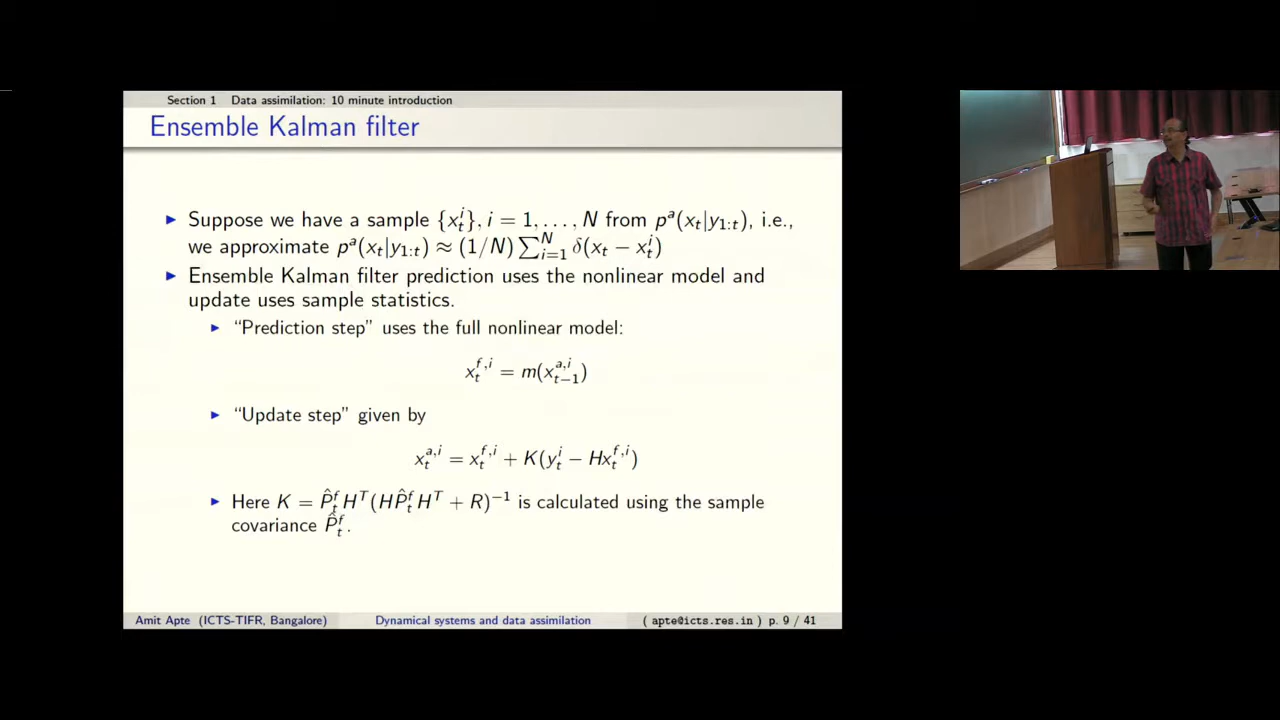 Section 1 Data assimilation: 10 minute introduction
Ensemble Kalman filter
▶ Suppose we have a sample {x_t^i}, i = 1, . . . , N from p^a(x_t|y_{1:t}), i.e.,
we approximate p^a(x_t|y_{1:t}) ≈ (1/N) ∑_{i=1}^N δ(x_t − x_t^i)
▶ Ensemble Kalman filter prediction uses the nonlinear model and
update uses sample statistics.
▶ “Prediction step” uses the full nonlinear model:
x_t^{f,i} = m(x_{t−1}^{a,i})
▶ “Update step” given by
x_t^{a,i} = x_t^{f,i} + K(y_t^i − Hx_t^{f,i})
▶ Here K = P̂_t^f H^T(HP̂_t^f H^T + R)^{−1} is calculated using the sample
covariance P̂_t^f.
Amit Apte (ICTS-TIFR, Bangalore) Dynamical systems and data assimilation ( apte@icts.res.in ) p. 9 / 41